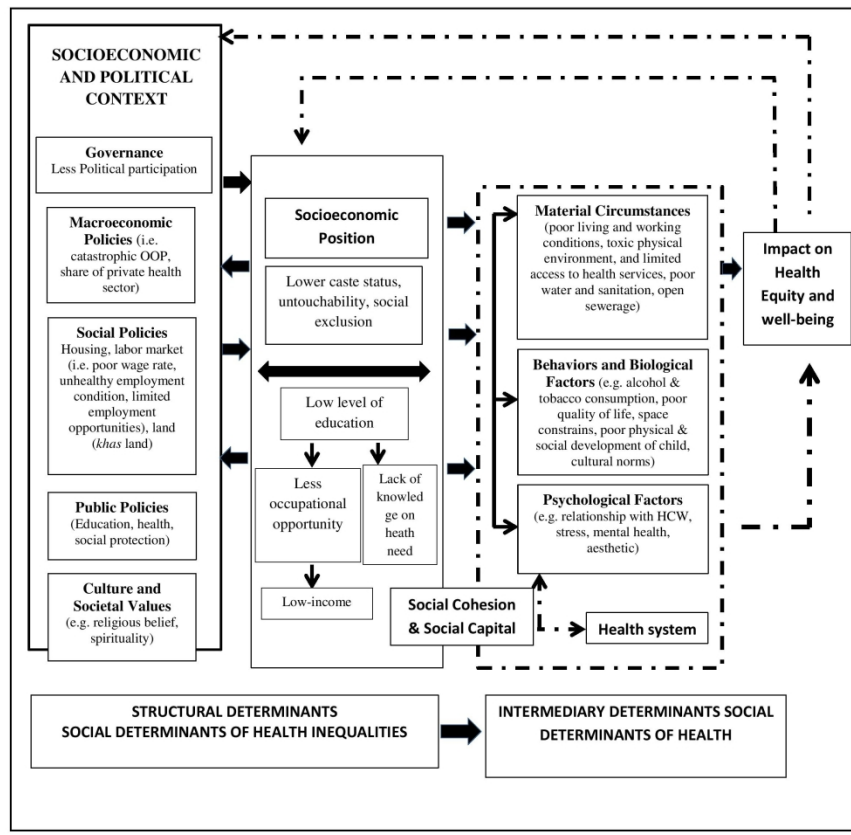 SOCIOECONOMIC
AND POLITICAL
CONTEXT
Governance
Less Political participation
Macroeconomic
Policies (i.e.
catastrophic OOP,
share of private health
sector)
Social Policies
Housing, labor market
(i.e. poor wage rate,
unhealthy employment
condition, limited
employment
opportunities), land
(khas land)
Public Policies
(Education, health,
social protection)
Culture and
Societal Values
(e.g. religious belief,
spirituality)
Socioeconomic
Position
Lower caste status,
untouchability, social
exclusion
Low level of
education
Less
occupational
opportunity
Lack of
knowled
ge on
heath
need
Low-income
Social Cohesion
& Social Capital
Material Circumstances
(poor living and working
conditions, toxic physical
environment, and limited
access to health services, poor
water and sanitation, open
sewerage)
Behaviors and Biological
Factors (e.g. alcohol &
tobacco consumption, poor
quality of life, space
constrains, poor physical &
social development of child,
cultural norms)
Psychological Factors
(e.g. relationship with HCW,
stress, mental health,
aesthetic)
Health system
Impact on
Health
Equity and
well-being
STRUCTURAL DETERMINANTS
SOCIAL DETERMINANTS OF HEALTH INEQUALITIES
INTERMEDIARY DETERMINANTS SOCIAL
DETERMINANTS OF HEALTH